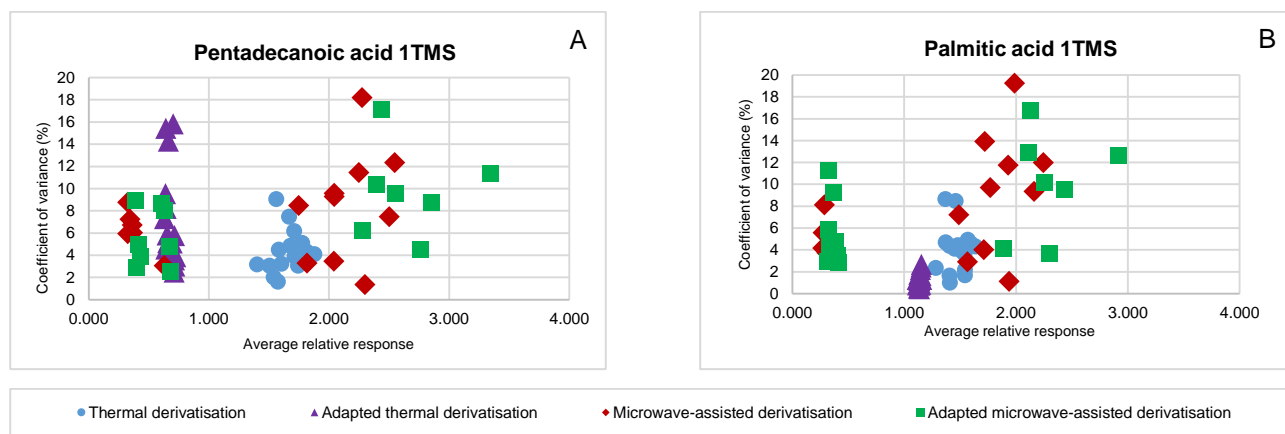 A
Pentadecanoic acid 1TMS
Coefficient of variance (%)
20
18
16
14
12
10
8
6
4
2
0
0.000 1.000 2.000 3.000 4.000
Average relative response
B
Palmitic acid 1TMS
Coefficient of variance (%)
20
18
16
14
12
10
8
6
4
2
0
0.000 1.000 2.000 3.000 4.000
Average relative response
Thermal derivatisation Adapted thermal derivatisation Microwave-assisted derivatisation Adapted microwave-assisted derivatisation